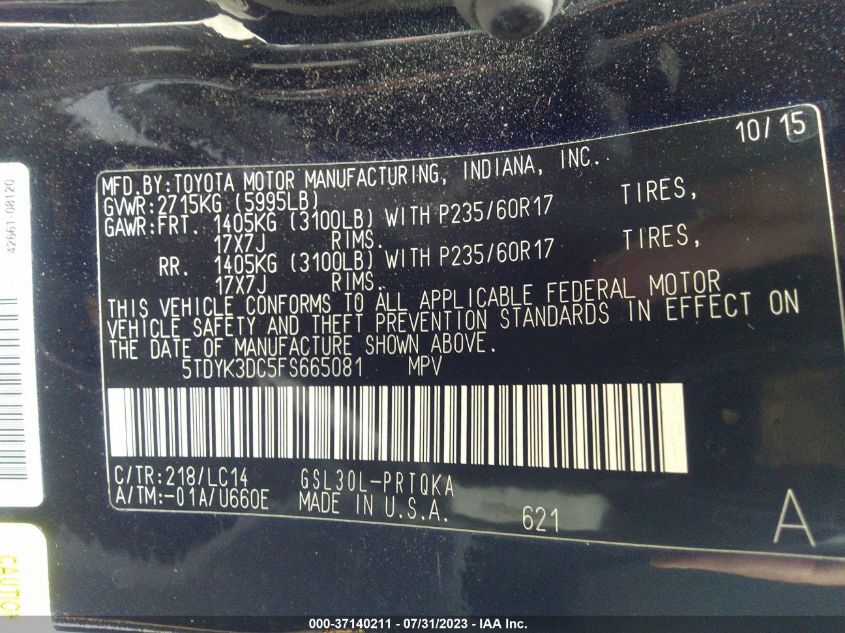 10/15
MFD.BY:TOYOTA MOTOR MANUFACTURING, INDIANA, INC.
GVWR:2715KG (5995LB)
GAWR:FRT. 1405KG (3100LB) WITH P235/60R17 TIRES,
17X7J RIMS.
RR. 1405KG (3100LB) WITH P235/60R17 TIRES,
17X7J RIMS.
THIS VEHICLE CONFORMS TO ALL APPLICABLE FEDERAL MOTOR
VEHICLE SAFETY AND THEFT PREVENTION STANDARDS IN EFFECT ON
THE DATE OF MANUFACTURE SHOWN ABOVE.
5TDYK3DC5FS665081 MPV
C/TR:218/LC14 GSL30L-PRTQKA
A/TM:-01A/U660E MADE IN U.S.A. 621 A
42661-08120
CAUTION
000-37140211 - 07/31/2023 - IAA Inc.